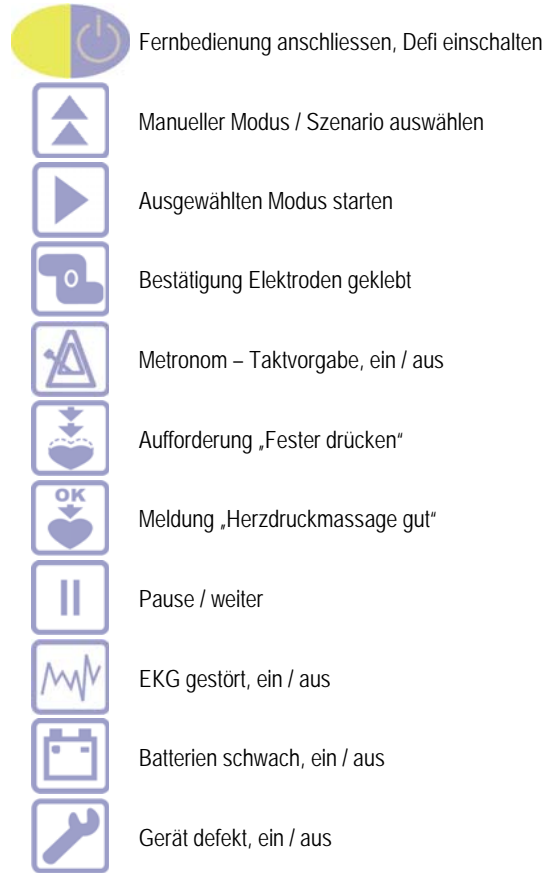 Fernbedienung anschliessen, Defi einschalten
Manueller Modus / Szenario auswählen
Ausgewählten Modus starten
Bestätigung Elektroden geklebt
Metronom – Taktvorgabe, ein / aus
Aufforderung „Fester drücken“
OK
Meldung „Herzdruckmassage gut“
Pause / weiter
EKG gestört, ein / aus
Batterien schwach, ein / aus
Gerät defekt, ein / aus